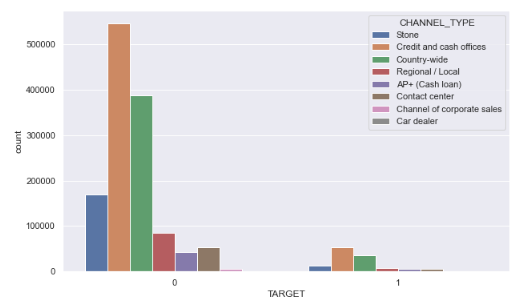 CHANNEL_TYPE
Stone
Credit and cash offices
Country-wide
Regional / Local
AP+ (Cash loan)
Contact center
Channel of corporate sales
Car dealer
500000
400000
300000
200000
100000
0
count
0
1
TARGET